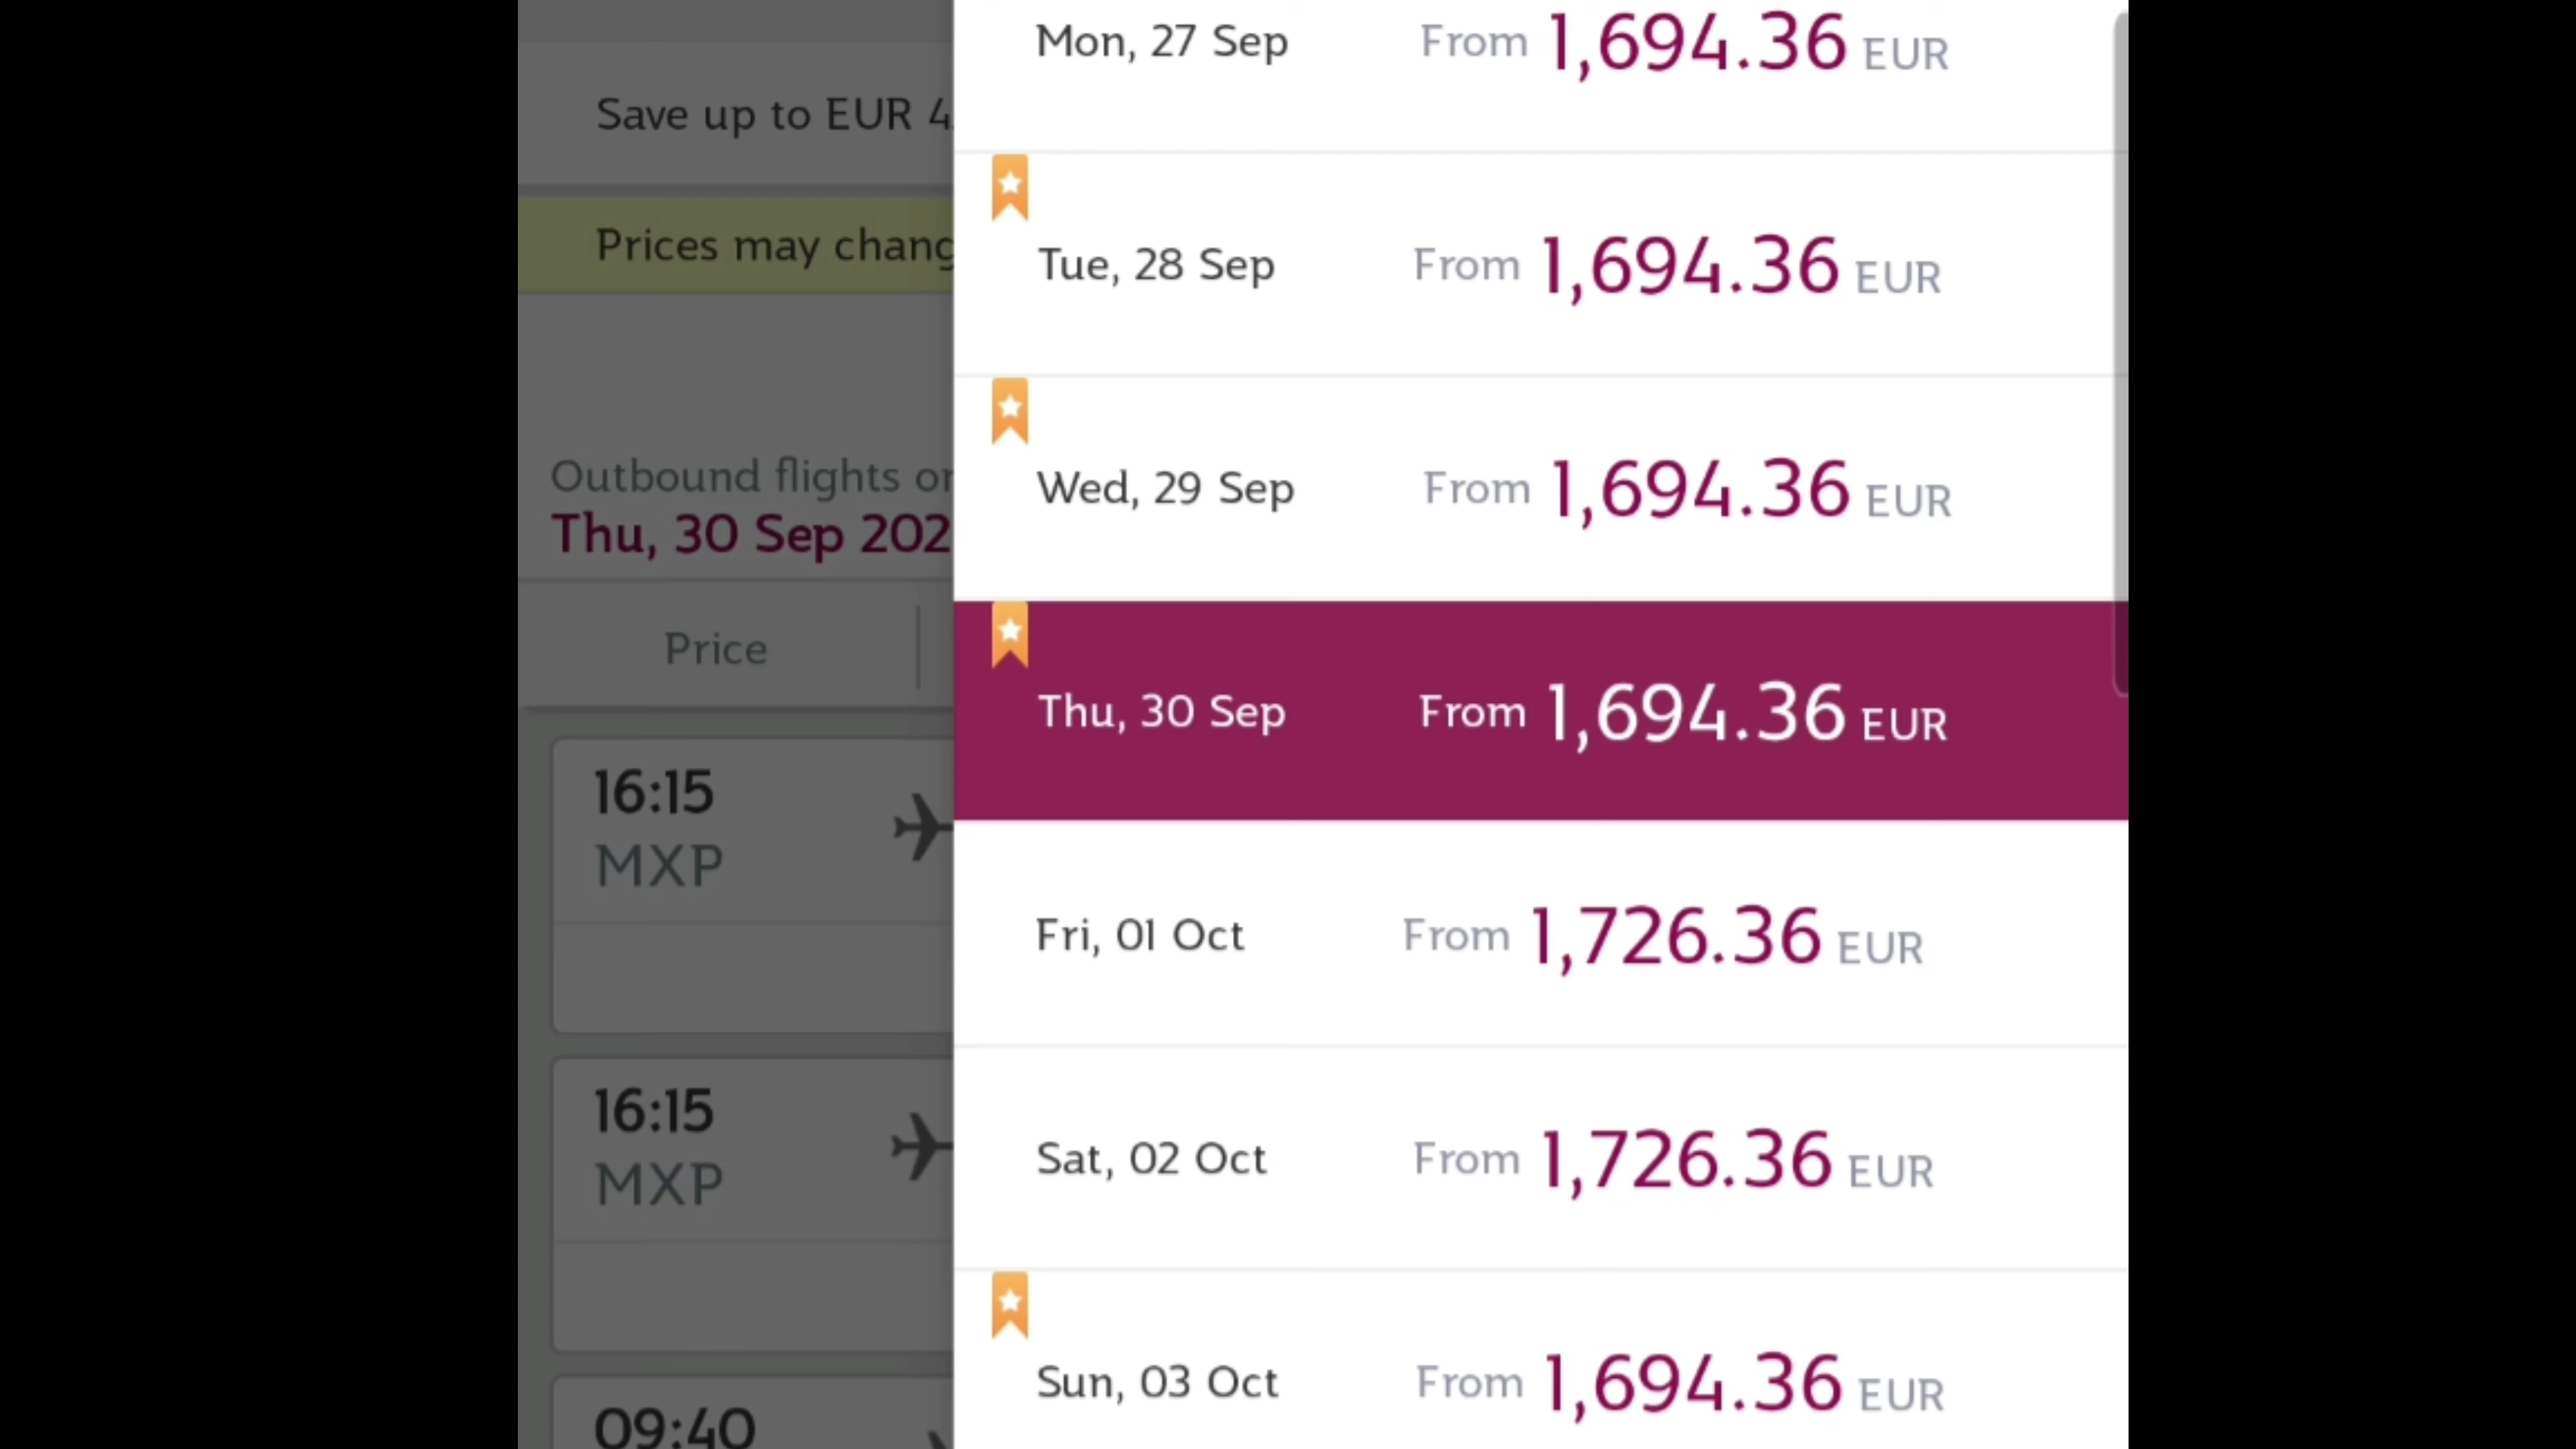 Save up to EUR 4
Prices may chang
Outbound flights or
Thu, 30 Sep 202
Price
16:15
MXP
16:15
MXP
09:40
Mon, 27 Sep From 1,694.36 EUR
Tue, 28 Sep From 1,694.36 EUR
Wed, 29 Sep From 1,694.36 EUR
Thu, 30 Sep From 1,694.36 EUR
Fri, 01 Oct From 1,726.36 EUR
Sat, 02 Oct From 1,726.36 EUR
Sun, 03 Oct From 1,694.36 EUR